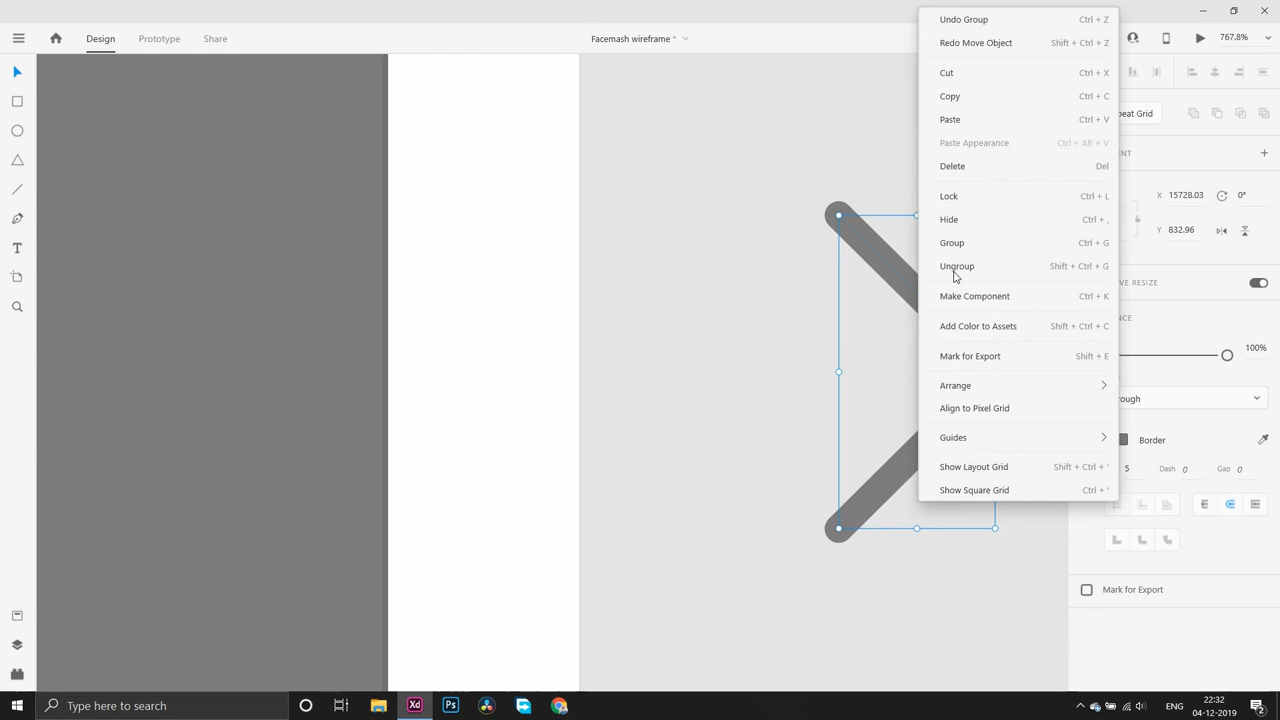 Design
Prototype
Share
Facemash wireframe *
767.8%
Undo Group Ctrl + Z
Redo Move Object Shift + Ctrl + Z
Cut Ctrl + X
Copy Ctrl + C
Paste Ctrl + V
Paste Appearance Ctrl + Alt + V
Delete Del
Lock Ctrl + L
Hide Ctrl + ,
Group Ctrl + G
Ungroup Shift + Ctrl + G
Make Component Ctrl + K
Add Color to Assets Shift + Ctrl + C
Mark for Export Shift + E
Arrange
Align to Pixel Grid
Guides
Show Layout Grid Shift + Ctrl + '
Show Square Grid Ctrl + '
eat Grid
ENT
X 15728.03 0°
Y 832.96
VE RESIZE
NCE
100%
ough
Border
5 Dash 0 Gap 0
Mark for Export
Type here to search
Xd
Ps
ENG
22:32
04-12-2019
2